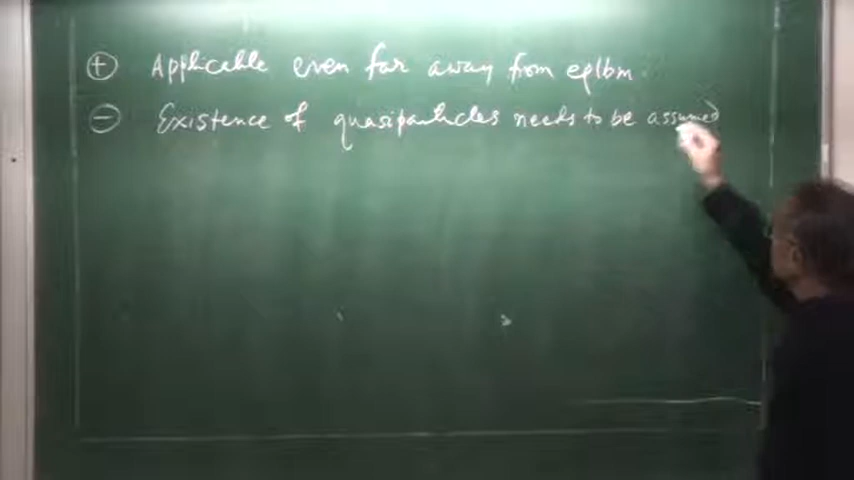 ⊕ Applicable even far away from eqlbm.
⊖ Existence of quasiparticles needs to be assumed